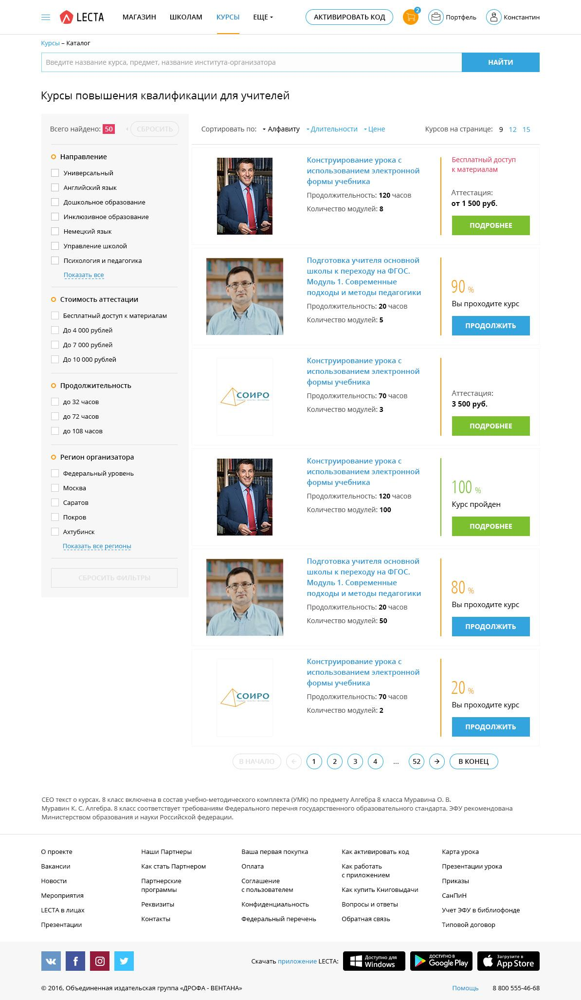 LECTA
МАГАЗИН
ШКОЛАМ
КУРСЫ
ЕЩЕ
АКТИВИРОВАТЬ КОД
2
Портфель
Константин
Курсы – Каталог
Введите название курса, предмет, название института-организатора
НАЙТИ
Курсы повышения квалификации для учителей
Всего найдено: 50
СБРОСИТЬ
Направление
Универсальный
Английский язык
Дошкольное образование
Инклюзивное образование
Немецкий язык
Управление школой
Психология и педагогика
Показать все
Стоимость аттестации
Бесплатный доступ к материалам
До 4 000 рублей
До 7 000 рублей
До 10 000 рублей
Продолжительность
до 32 часов
до 72 часов
до 108 часов
Регион организатора
Федеральный уровень
Москва
Саратов
Покров
Ахтубинск
Показать все регионы
СБРОСИТЬ ФИЛЬТРЫ
Сортировать по: Алфавиту Длительности Цене
Курсов на странице: 9 12 15
Конструирование урока с
использованием электронной
формы учебника
Продолжительность: 120 часов
Количество модулей: 8
Бесплатный доступ
к материалам
Аттестация:
от 1 500 руб.
ПОДРОБНЕЕ
Подготовка учителя основной
школы к переходу на ФГОС.
Модуль 1. Современные
подходы и методы педагогики
Продолжительность: 20 часов
Количество модулей: 5
90 %
Вы проходите курс
ПРОДОЛЖИТЬ
СОИРО
Конструирование урока с
использованием электронной
формы учебника
Продолжительность: 70 часов
Количество модулей: 3
Аттестация:
3 500 руб.
ПОДРОБНЕЕ
Конструирование урока с
использованием электронной
формы учебника
Продолжительность: 120 часов
Количество модулей: 100
100 %
Курс пройден
ПОДРОБНЕЕ
Подготовка учителя основной
школы к переходу на ФГОС.
Модуль 1. Современные
подходы и методы педагогики
Продолжительность: 20 часов
Количество модулей: 50
80 %
Вы проходите курс
ПРОДОЛЖИТЬ
СОИРО
Конструирование урока с
использованием электронной
формы учебника
Продолжительность: 70 часов
Количество модулей: 2
20 %
Вы проходите курс
ПРОДОЛЖИТЬ
В НАЧАЛО
1 2 3 4 ... 52
В КОНЕЦ
СЕО текст о курсах. 8 класс включена в состав учебно-методического комплекта (УМК) по предмету Алгебра 8 класса Муравина О. В.
Муравин К. С. Алгебра. 8 класс соответствует требованиям Федерального перечня государственного образовательного стандарта. ЭФУ рекомендована
Министерством образования и науки Российской федерации.
О проекте
Вакансии
Новости
Мероприятия
LECTA в лицах
Презентации
Наши Партнеры
Как стать Партнером
Партнерские
программы
Реквизиты
Контакты
Ваша первая покупка
Оплата
Соглашение
с пользователем
Конфиденциальность
Федеральный перечень
Как активировать код
Как работать
с приложением
Как купить Книговыдачи
Вопросы и ответы
Обратная связь
Карта урока
Презентации урока
Приказы
СанПиН
Учет ЭФУ в библиофонде
Типовой договор
Скачать приложение LECTA:
Доступно для
Windows
ДОСТУПНО В
Google Play
Загрузите в
App Store
© 2016, Объединенная издательская группа «ДРОФА - ВЕНТАНА»
Помощь
8 800 555-46-68